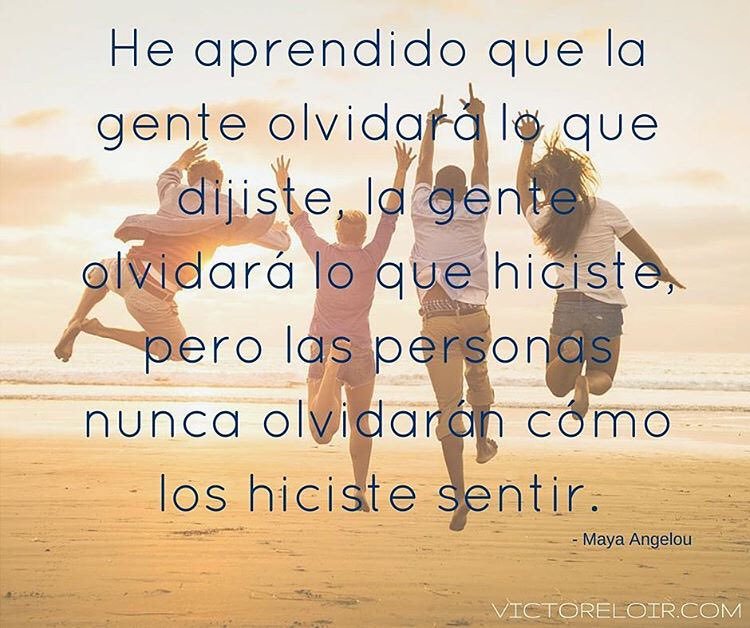 He aprendido que la
gente olvidará lo que
dijiste, la gente
olvidará lo que hiciste,
pero las personas
nunca olvidarán cómo
los hiciste sentir.
- Maya Angelou
VICTORELOIR.COM